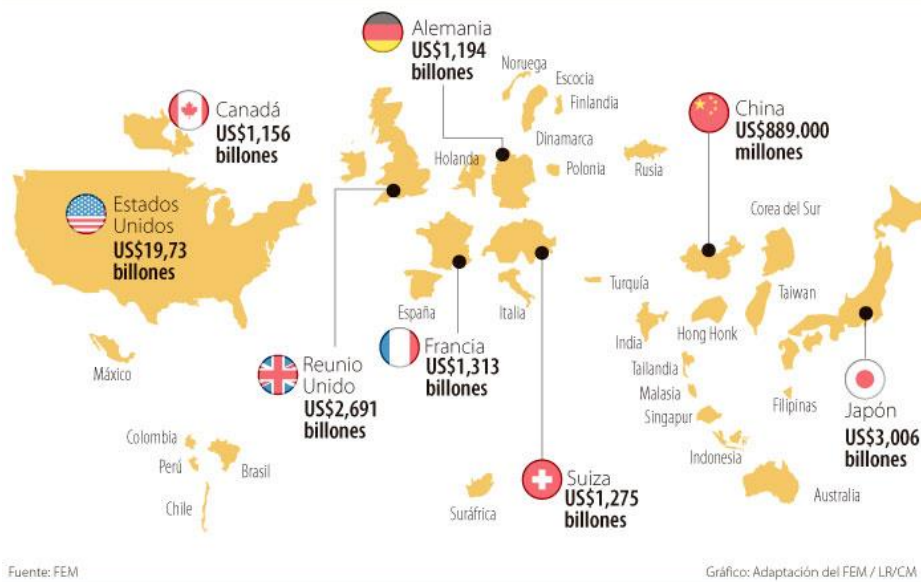 Alemania
US$1,194
billones
Noruega
Escocia
Finlandia
Dinamarca
Holanda
Polonia
Rusia
Canadá
US$1,156
billones
China
US$889.000
millones
Estados
Unidos
US$19,73
billones
Corea del Sur
España
Italia
Turquía
India
Hong Honk
Taiwan
Máxico
Reunio
Unido
US$2,691
billones
Francia
US$1,313
billones
Tailandia
Malasia
Singapur
Filipinas
Japón
US$3,006
billones
Colombia
Perú
Brasil
Chile
Suráfrica
Suiza
US$1,275
billones
Indonesia
Australia
Fuente: FEM
Gráfico: Adaptación del FEM / LR/CM